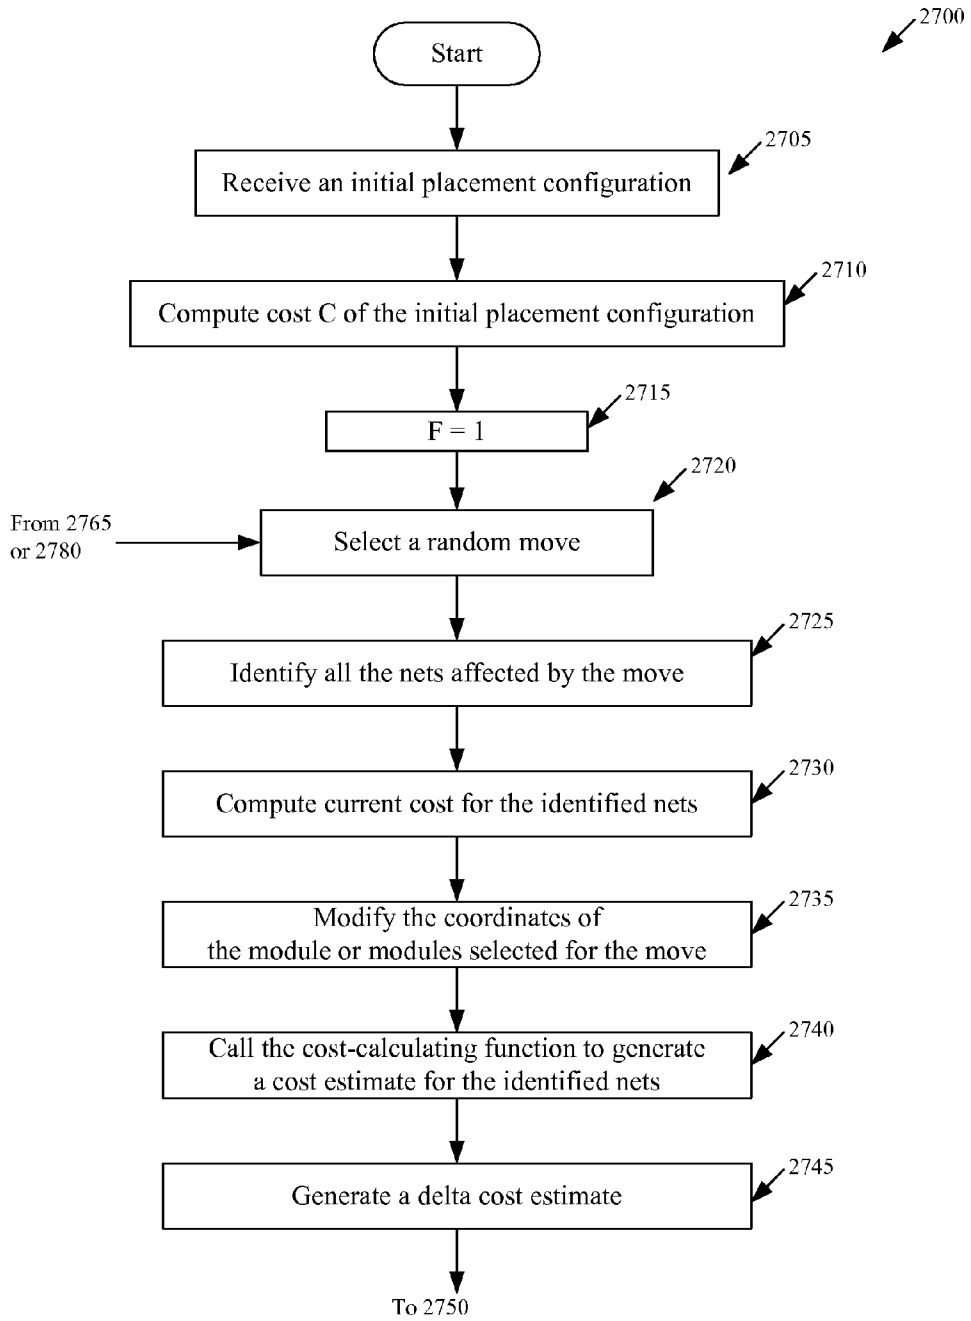 2700
Start
2705
Receive an initial placement configuration
2710
Compute cost C of the initial placement configuration
2715
F = 1
2720
From 2765
or 2780
Select a random move
2725
Identify all the nets affected by the move
2730
Compute current cost for the identified nets
2735
Modify the coordinates of
the module or modules selected for the move
2740
Call the cost-calculating function to generate
a cost estimate for the identified nets
2745
Generate a delta cost estimate
To 2750